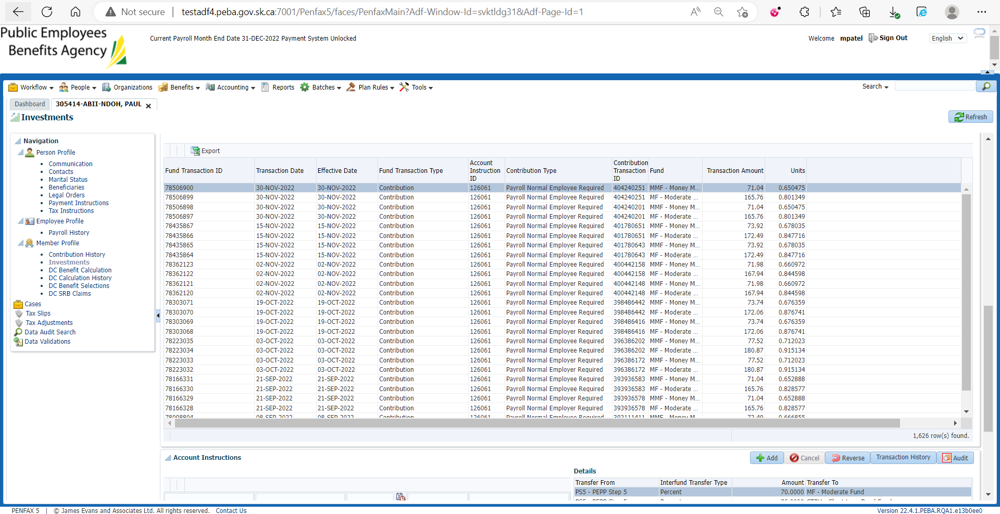 Not secure | testadf4.peba.gov.sk.ca:7001/Penfax5/faces/PenfaxMain?Adf-Window-Id=svktldg31&Adf-Page-Id=1
Public Employees
Benefits Agency
Current Payroll Month End Date 31-DEC-2022 Payment System Unlocked
Welcome mpatel Sign Out English
Workflow People Organizations Benefits Accounting Reports Batches Plan Rules Tools Search
Dashboard 305414-ABII-NDOH, PAUL
Investments
Refresh
Navigation
Person Profile
Communication
Contacts
Marital Status
Beneficiaries
Legal Orders
Payment Instructions
Tax Instructions
Employee Profile
Payroll History
Member Profile
Contribution History
Investments
DC Benefit Calculation
DC Calculation History
DC Benefit Selections
DC SRB Claims
Cases
Tax Slips
Tax Adjustments
Data Audit Search
Data Validations
Export
Fund Transaction ID Transaction Date Effective Date Fund Transaction Type Account Instruction ID Contribution Type Contribution Transaction ID Fund Transaction Amount Units
78506900 30-NOV-2022 30-NOV-2022 Contribution 126061 Payroll Normal Employee Required 404240251 MMF - Money M... 71.04 0.650475
78506899 30-NOV-2022 30-NOV-2022 Contribution 126061 Payroll Normal Employee Required 404240251 MF - Moderate ... 165.76 0.801349
78506898 30-NOV-2022 30-NOV-2022 Contribution 126061 Payroll Normal Employer Required 404240201 MMF - Money M... 71.04 0.650475
78506897 30-NOV-2022 30-NOV-2022 Contribution 126061 Payroll Normal Employer Required 404240201 MF - Moderate ... 165.76 0.801349
78435867 15-NOV-2022 15-NOV-2022 Contribution 126061 Payroll Normal Employee Required 401780651 MMF - Money M... 73.92 0.678035
78435866 15-NOV-2022 15-NOV-2022 Contribution 126061 Payroll Normal Employee Required 401780651 MF - Moderate ... 172.49 0.847716
78435865 15-NOV-2022 15-NOV-2022 Contribution 126061 Payroll Normal Employer Required 401780643 MMF - Money M... 73.92 0.678035
78435864 15-NOV-2022 15-NOV-2022 Contribution 126061 Payroll Normal Employer Required 401780643 MF - Moderate ... 172.49 0.847716
78362123 02-NOV-2022 02-NOV-2022 Contribution 126061 Payroll Normal Employee Required 400442158 MMF - Money M... 71.98 0.660972
78362122 02-NOV-2022 02-NOV-2022 Contribution 126061 Payroll Normal Employee Required 400442158 MF - Moderate ... 167.94 0.844598
78362121 02-NOV-2022 02-NOV-2022 Contribution 126061 Payroll Normal Employer Required 400442148 MMF - Money M... 71.98 0.660972
78362120 02-NOV-2022 02-NOV-2022 Contribution 126061 Payroll Normal Employer Required 400442148 MF - Moderate ... 167.94 0.844598
78303071 19-OCT-2022 19-OCT-2022 Contribution 126061 Payroll Normal Employee Required 398486442 MMF - Money M... 73.74 0.676359
78303070 19-OCT-2022 19-OCT-2022 Contribution 126061 Payroll Normal Employee Required 398486442 MF - Moderate ... 172.06 0.876741
78303069 19-OCT-2022 19-OCT-2022 Contribution 126061 Payroll Normal Employer Required 398486416 MMF - Money M... 73.74 0.676359
78303068 19-OCT-2022 19-OCT-2022 Contribution 126061 Payroll Normal Employer Required 398486416 MF - Moderate ... 172.06 0.876741
78223035 03-OCT-2022 03-OCT-2022 Contribution 126061 Payroll Normal Employee Required 396386202 MMF - Money M... 77.52 0.712023
78223034 03-OCT-2022 03-OCT-2022 Contribution 126061 Payroll Normal Employee Required 396386202 MF - Moderate ... 180.87 0.915134
78223033 03-OCT-2022 03-OCT-2022 Contribution 126061 Payroll Normal Employer Required 396386172 MMF - Money M... 77.52 0.712023
78223032 03-OCT-2022 03-OCT-2022 Contribution 126061 Payroll Normal Employer Required 396386172 MF - Moderate ... 180.87 0.915134
78166331 21-SEP-2022 21-SEP-2022 Contribution 126061 Payroll Normal Employee Required 393936583 MMF - Money M... 71.04 0.652888
78166330 21-SEP-2022 21-SEP-2022 Contribution 126061 Payroll Normal Employee Required 393936583 MF - Moderate ... 165.76 0.828577
78166329 21-SEP-2022 21-SEP-2022 Contribution 126061 Payroll Normal Employer Required 393936578 MMF - Money M... 71.04 0.652888
78166328 21-SEP-2022 21-SEP-2022 Contribution 126061 Payroll Normal Employer Required 393936578 MF - Moderate ... 165.76 0.828577
78098804 08-SEP-2022 08-SEP-2022 Contribution 126061 Payroll Normal Employee Required 392111411 MMF - Money M... 72.49 0.666855
1,626 row(s) found.
Account Instructions
Add Cancel Reverse Transaction History Audit
Details
Transfer From Interfund Transfer Type Amount Transfer To
PS5 - PEPP Step 5 Percent 70.0000 MF - Moderate Fund
PENFAX 5 | © James Evans and Associates Ltd. All rights reserved. Contact Us
Version 22.4.1.PEBA.RQA1.e13b0ee0